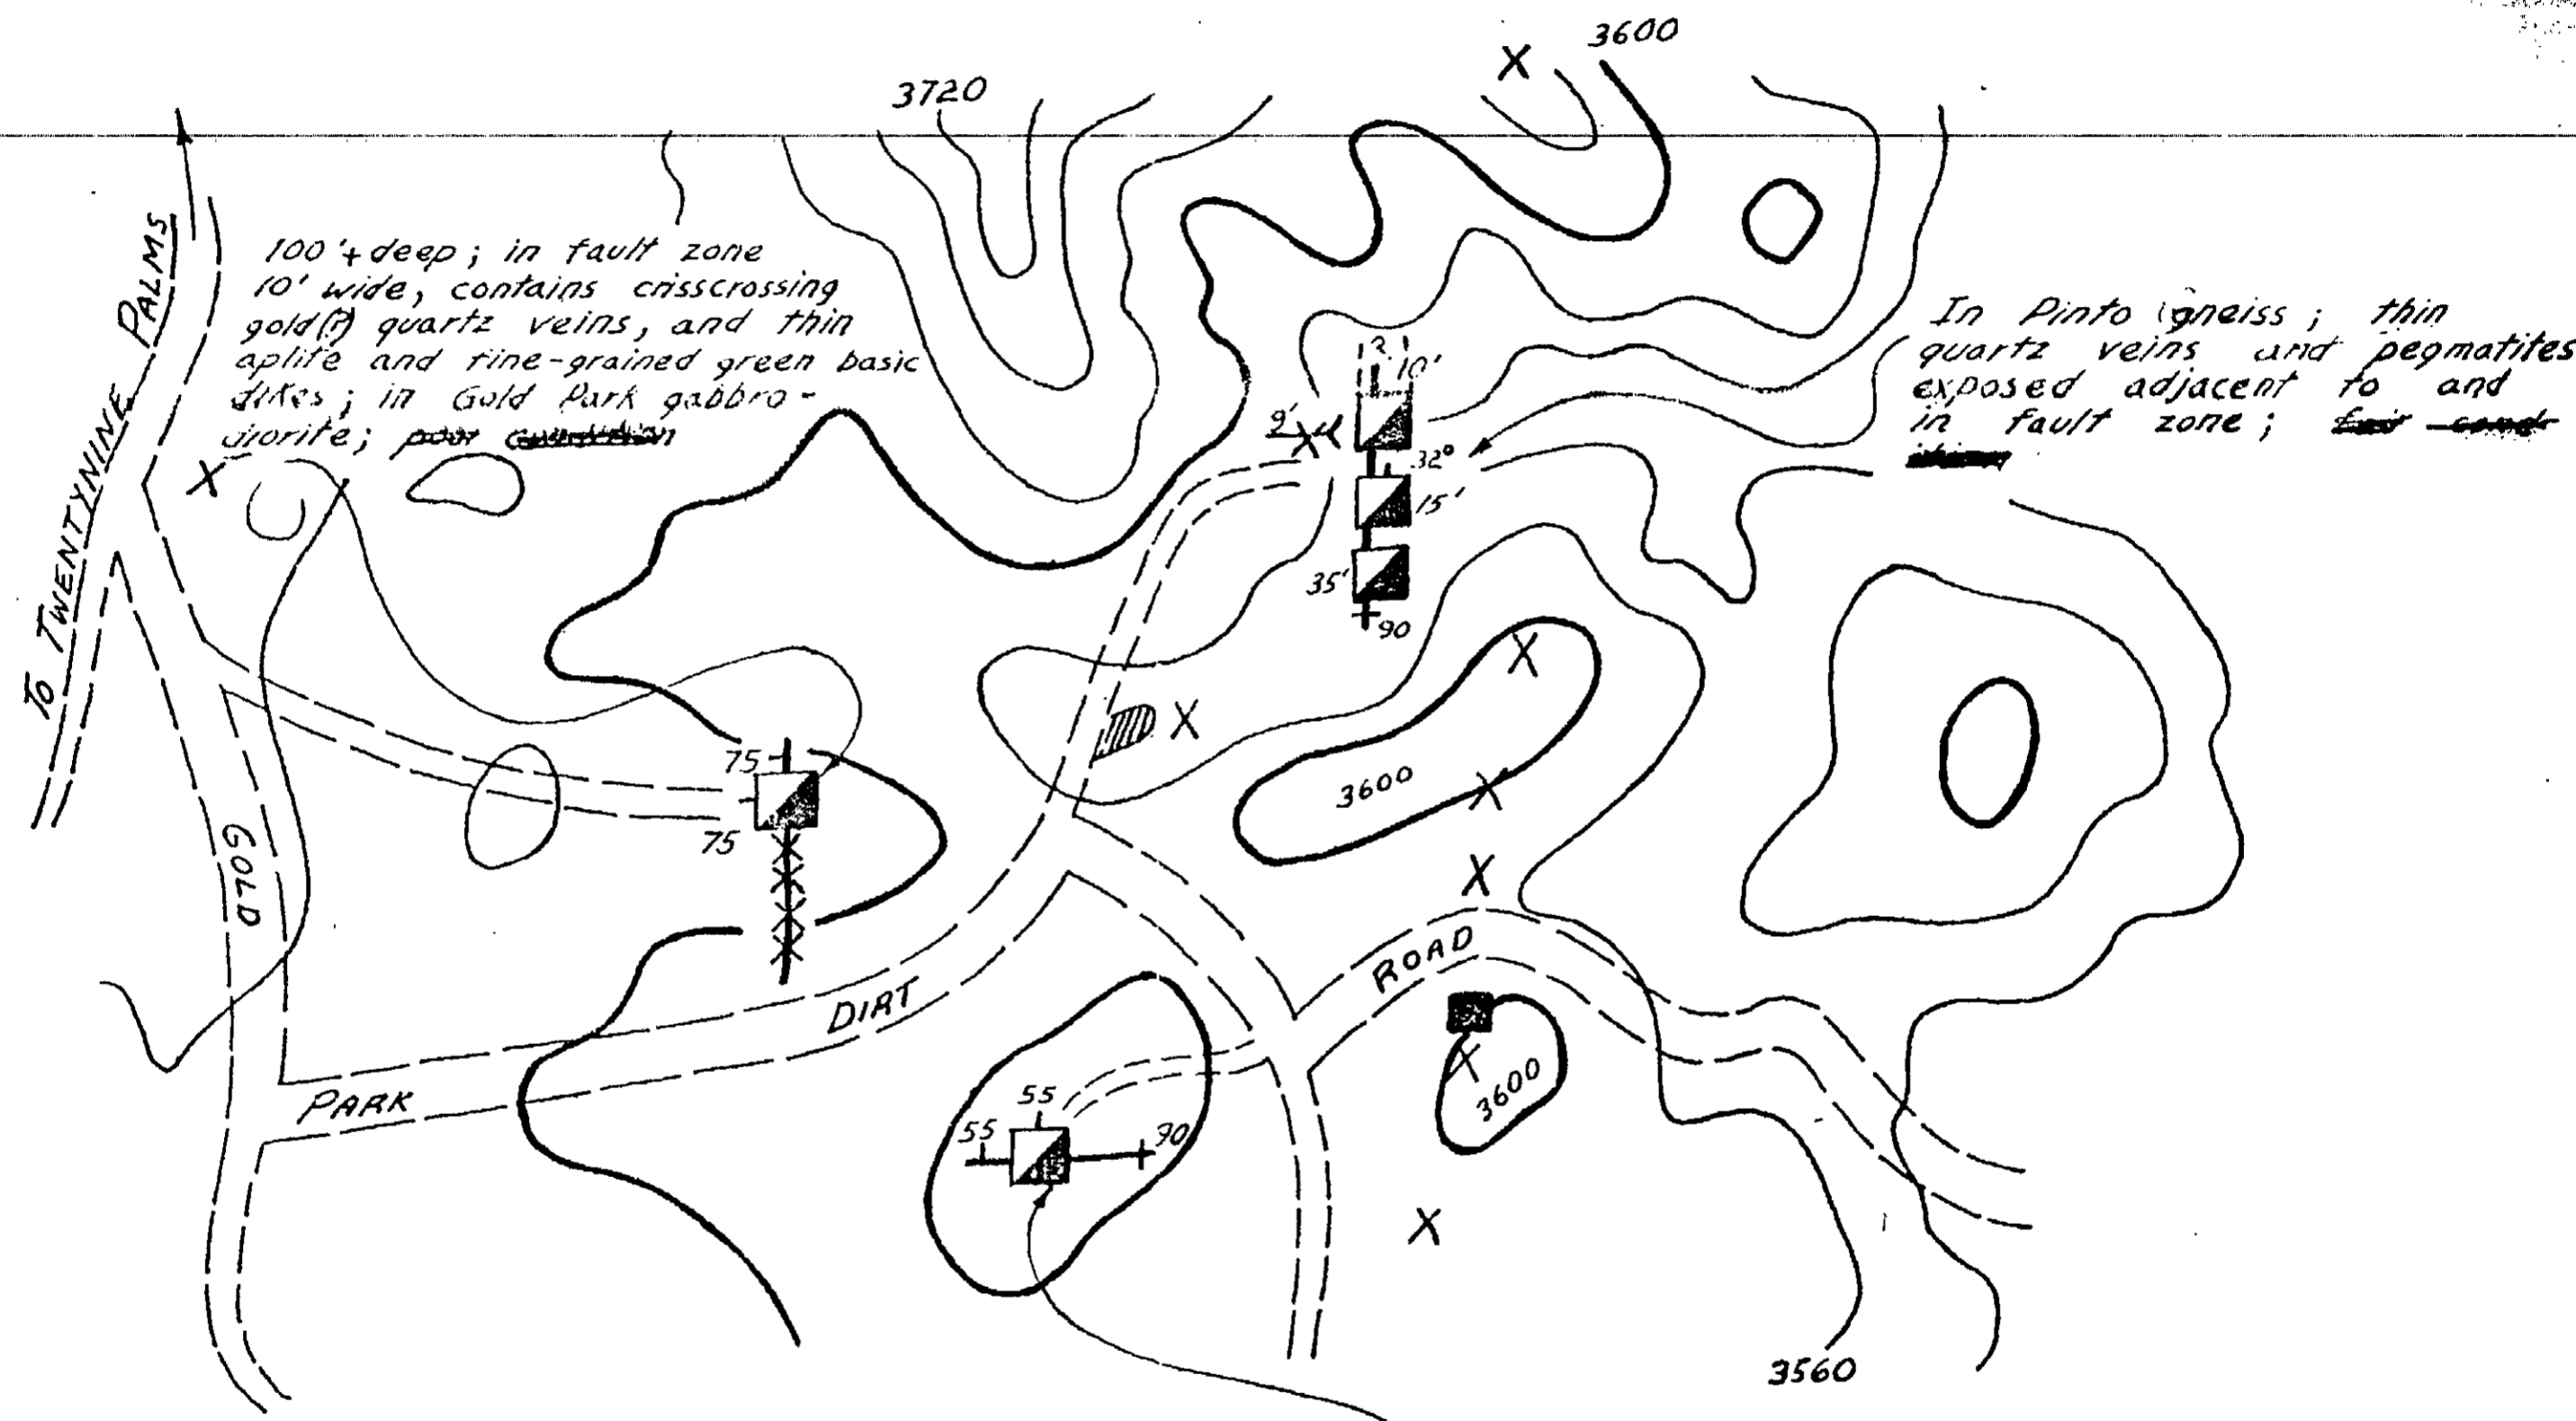 3600
X
3720
To TWENTYNINE PALMS
100'+ deep; in fault zone
10' wide, contains crisscrossing
gold(?) quartz veins, and thin
aplite and fine-grained green basic
dikes; in Gold Park gabbro-
diorite; poor
In Pinto gneiss; thin
quartz veins and pegmatites
exposed adjacent to and
in fault zone;
?
10'
9'
X
32°
15'
35'
90
X
X
X
75
75
3600
X
X
GOLD
ROAD
DIRT
PARK
X
3600
55
55
90
X
3560